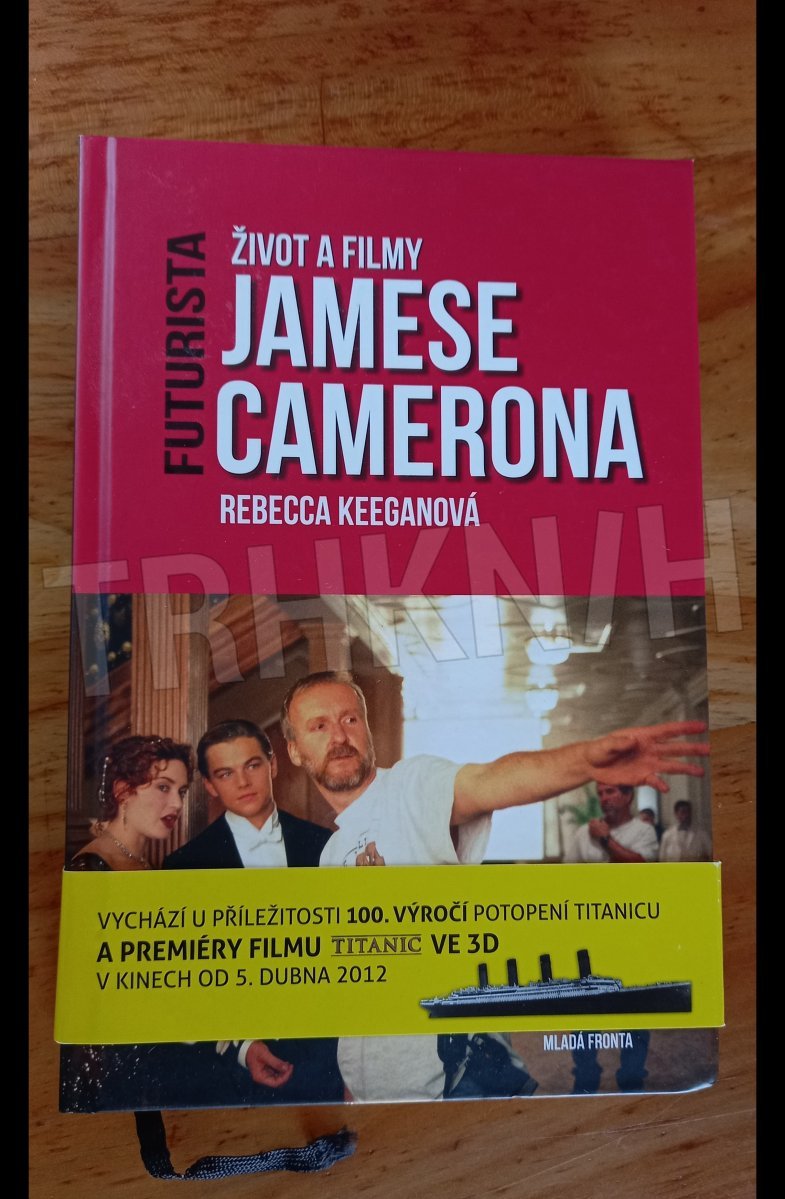 FUTURISTA
ŽIVOT A FILMY
JAMESE
CAMERONA
REBECCA KEEGANOVÁ
TRHKNIH
VYCHÁZÍ U PŘÍLEŽITOSTI 100. VÝROČÍ POTOPENÍ TITANICU
A PREMIÉRY FILMU TITANIC VE 3D
V KINECH OD 5. DUBNA 2012
MLADÁ FRONTA